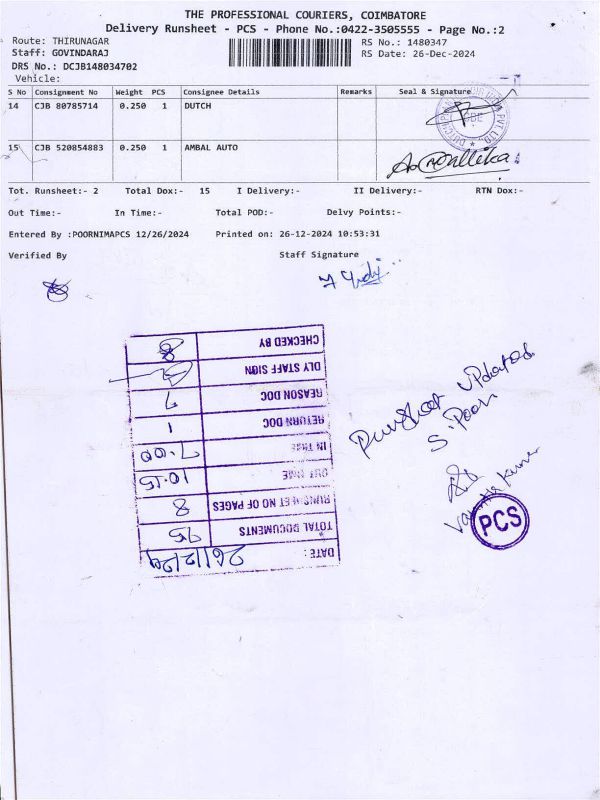 THE PROFESSIONAL COURIERS, COIMBATORE
Delivery Runsheet - PCS - Phone No.:0422-3505555 - Page No.:2
Route: THIRUNAGAR
RS No.: 1480347
Staff: GOVINDARAJ
RS Date: 26-Dec-2024
DRS No.: DCJB148034702
Vehicle:
S No Consignment No Weight PCS Consignee Details Remarks Seal & Signature
14 CJB 80785714 0.250 1 DUTCH
15 CJB 520854883 0.250 1 AMBAL AUTO
Tot. Runsheet:- 2 Total Dox:- 15 I Delivery:- II Delivery:- RTN Dox:-
Out Time:- In Time:- Total POD:- Delvy Points:-
Entered By :POORNIMAPCS 12/26/2024 Printed on: 26-12-2024 10:53:31
Verified By Staff Signature
DATE : 26/12/24
TOTAL DOCUMENTS 95
RUNSHEET NO OF PAGES 8
OUT TIME 10.15
IN TIME 7.00
RETURN DOC 1
REASON DOC
DLY STAFF SIGN
CHECKED BY
Runsheet updated
S. Poorni
PCS